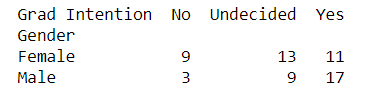 Grad Intention No Undecided Yes
Gender
Female 9 13 11
Male 3 9 17